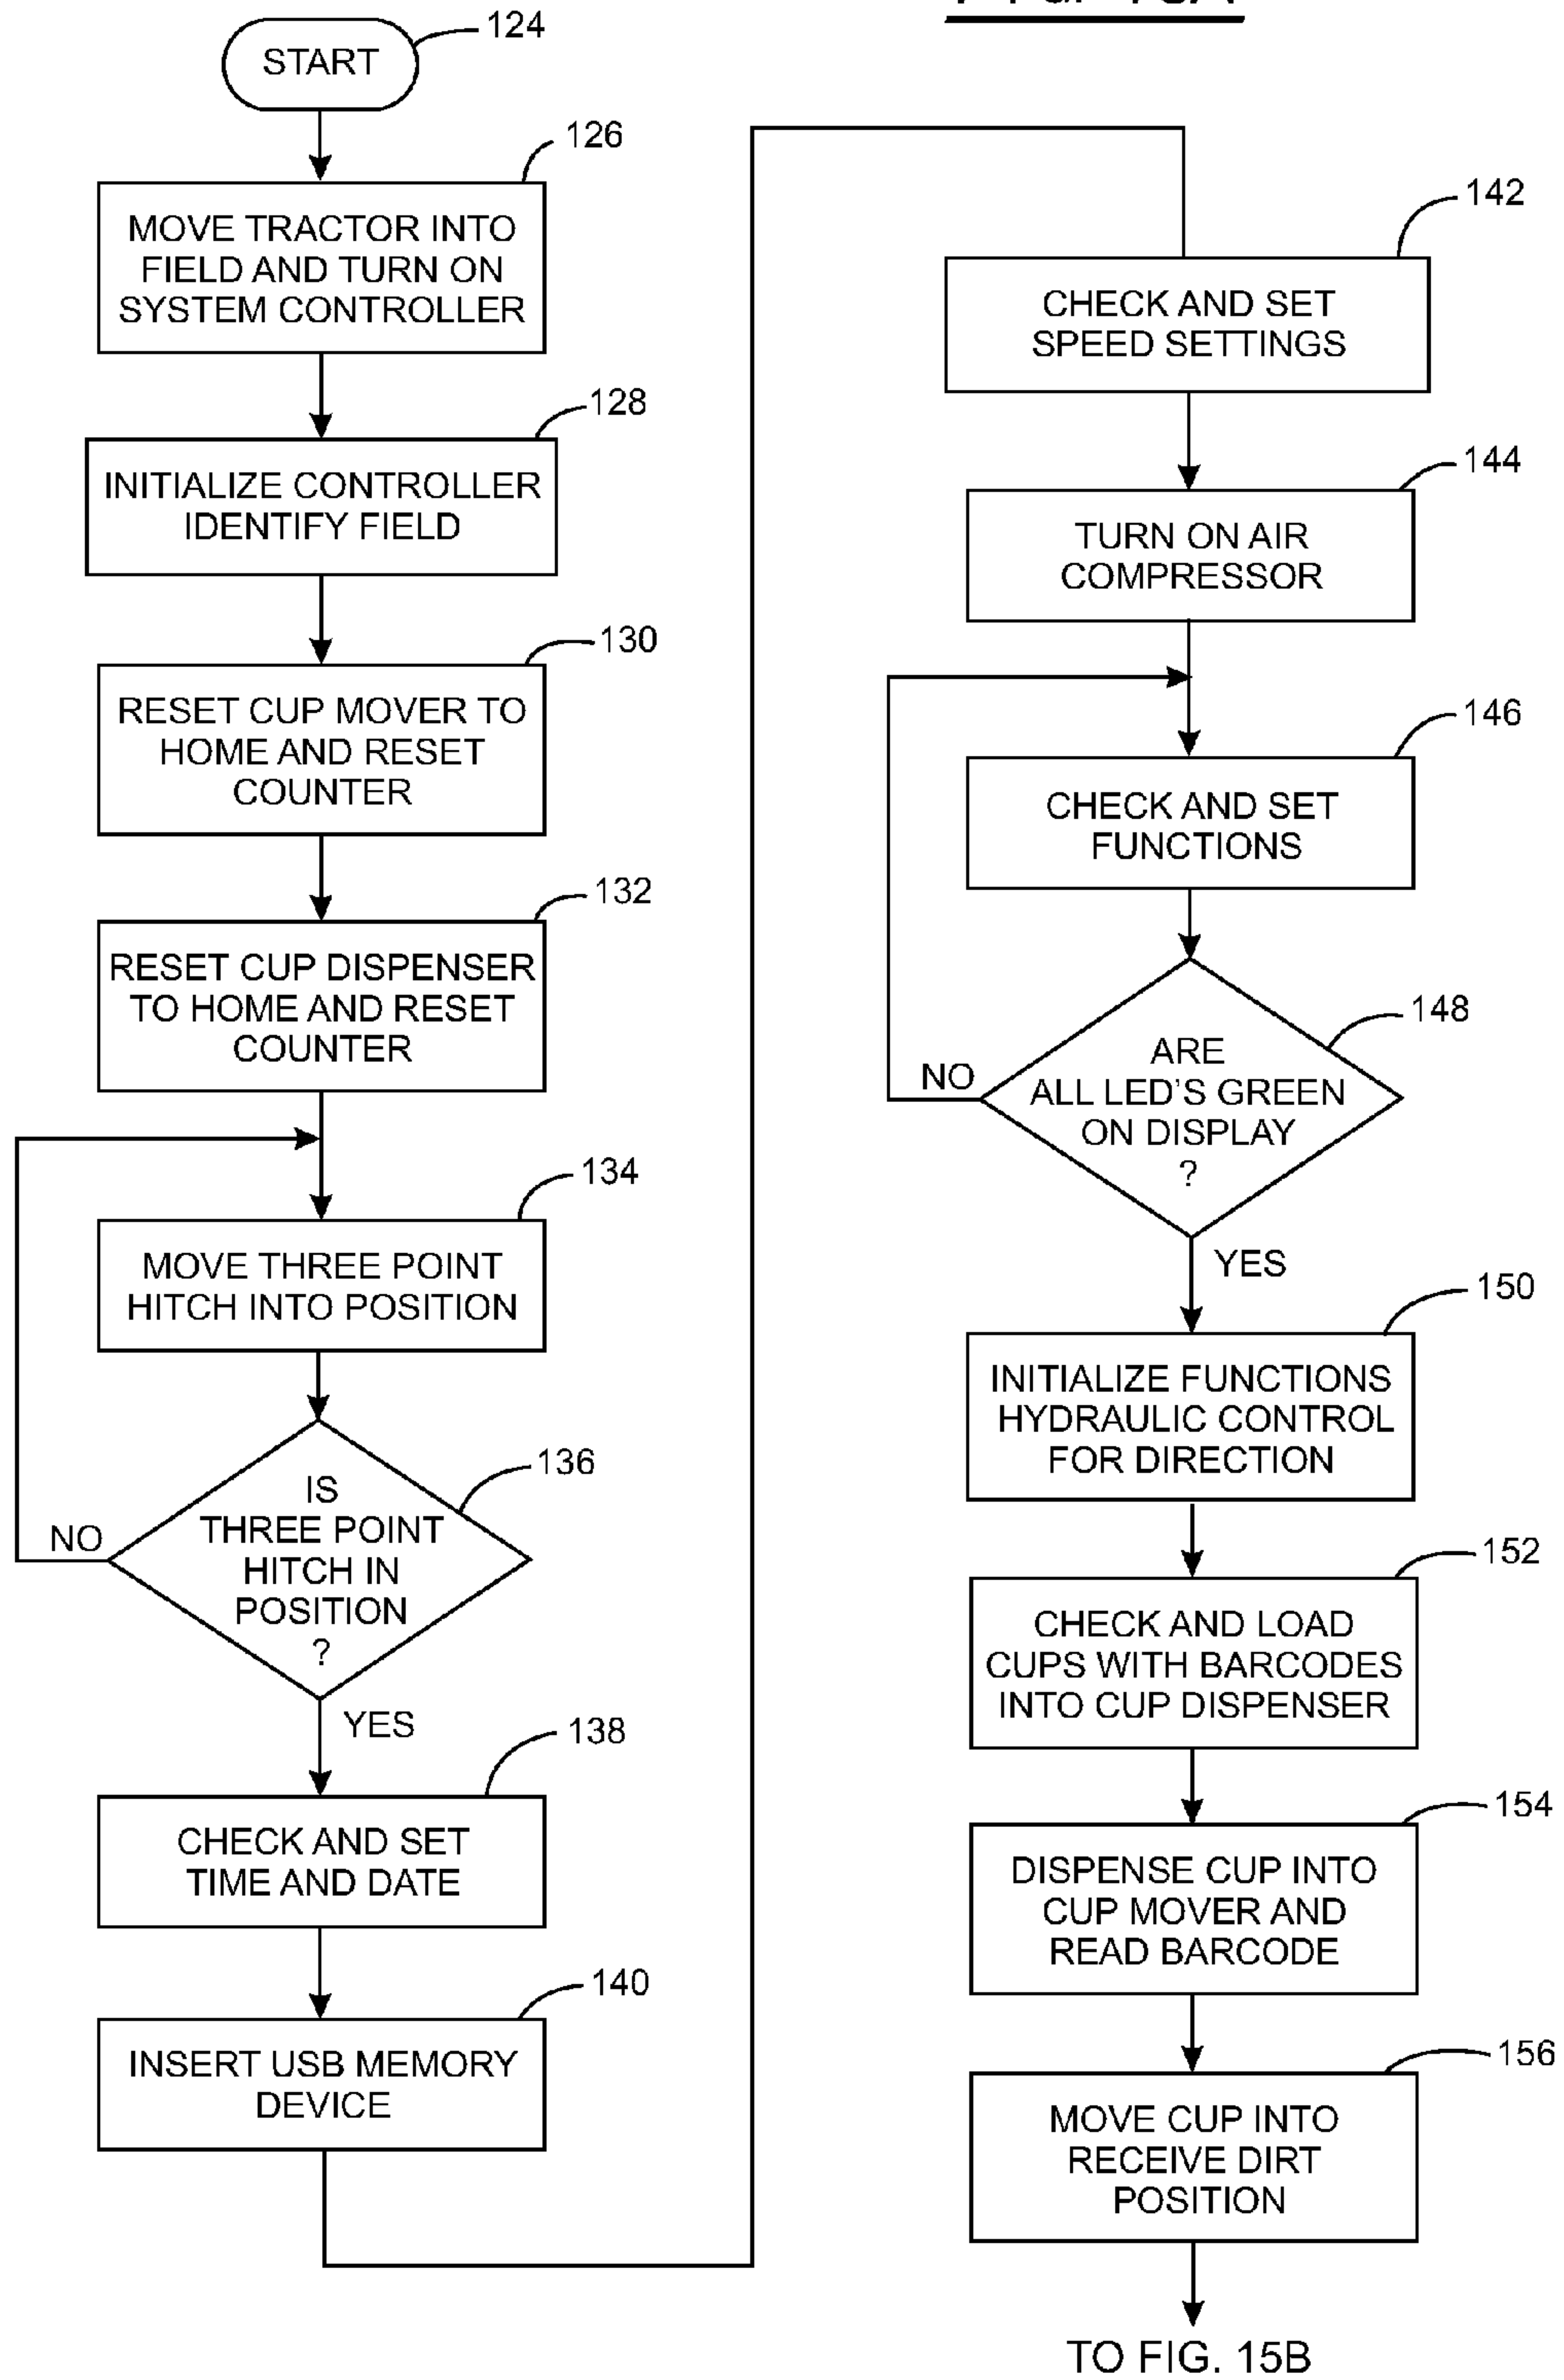 124
START
126
MOVE TRACTOR INTO
FIELD AND TURN ON
SYSTEM CONTROLLER
128
INITIALIZE CONTROLLER
IDENTIFY FIELD
130
RESET CUP MOVER TO
HOME AND RESET
COUNTER
132
RESET CUP DISPENSER
TO HOME AND RESET
COUNTER
134
MOVE THREE POINT
HITCH INTO POSITION
136
IS
THREE POINT
HITCH IN
POSITION
?
NO
YES
138
CHECK AND SET
TIME AND DATE
140
INSERT USB MEMORY
DEVICE
142
CHECK AND SET
SPEED SETTINGS
144
TURN ON AIR
COMPRESSOR
146
CHECK AND SET
FUNCTIONS
148
ARE
ALL LED'S GREEN
ON DISPLAY
?
NO
YES
150
INITIALIZE FUNCTIONS
HYDRAULIC CONTROL
FOR DIRECTION
152
CHECK AND LOAD
CUPS WITH BARCODES
INTO CUP DISPENSER
154
DISPENSE CUP INTO
CUP MOVER AND
READ BARCODE
156
MOVE CUP INTO
RECEIVE DIRT
POSITION
TO FIG. 15B